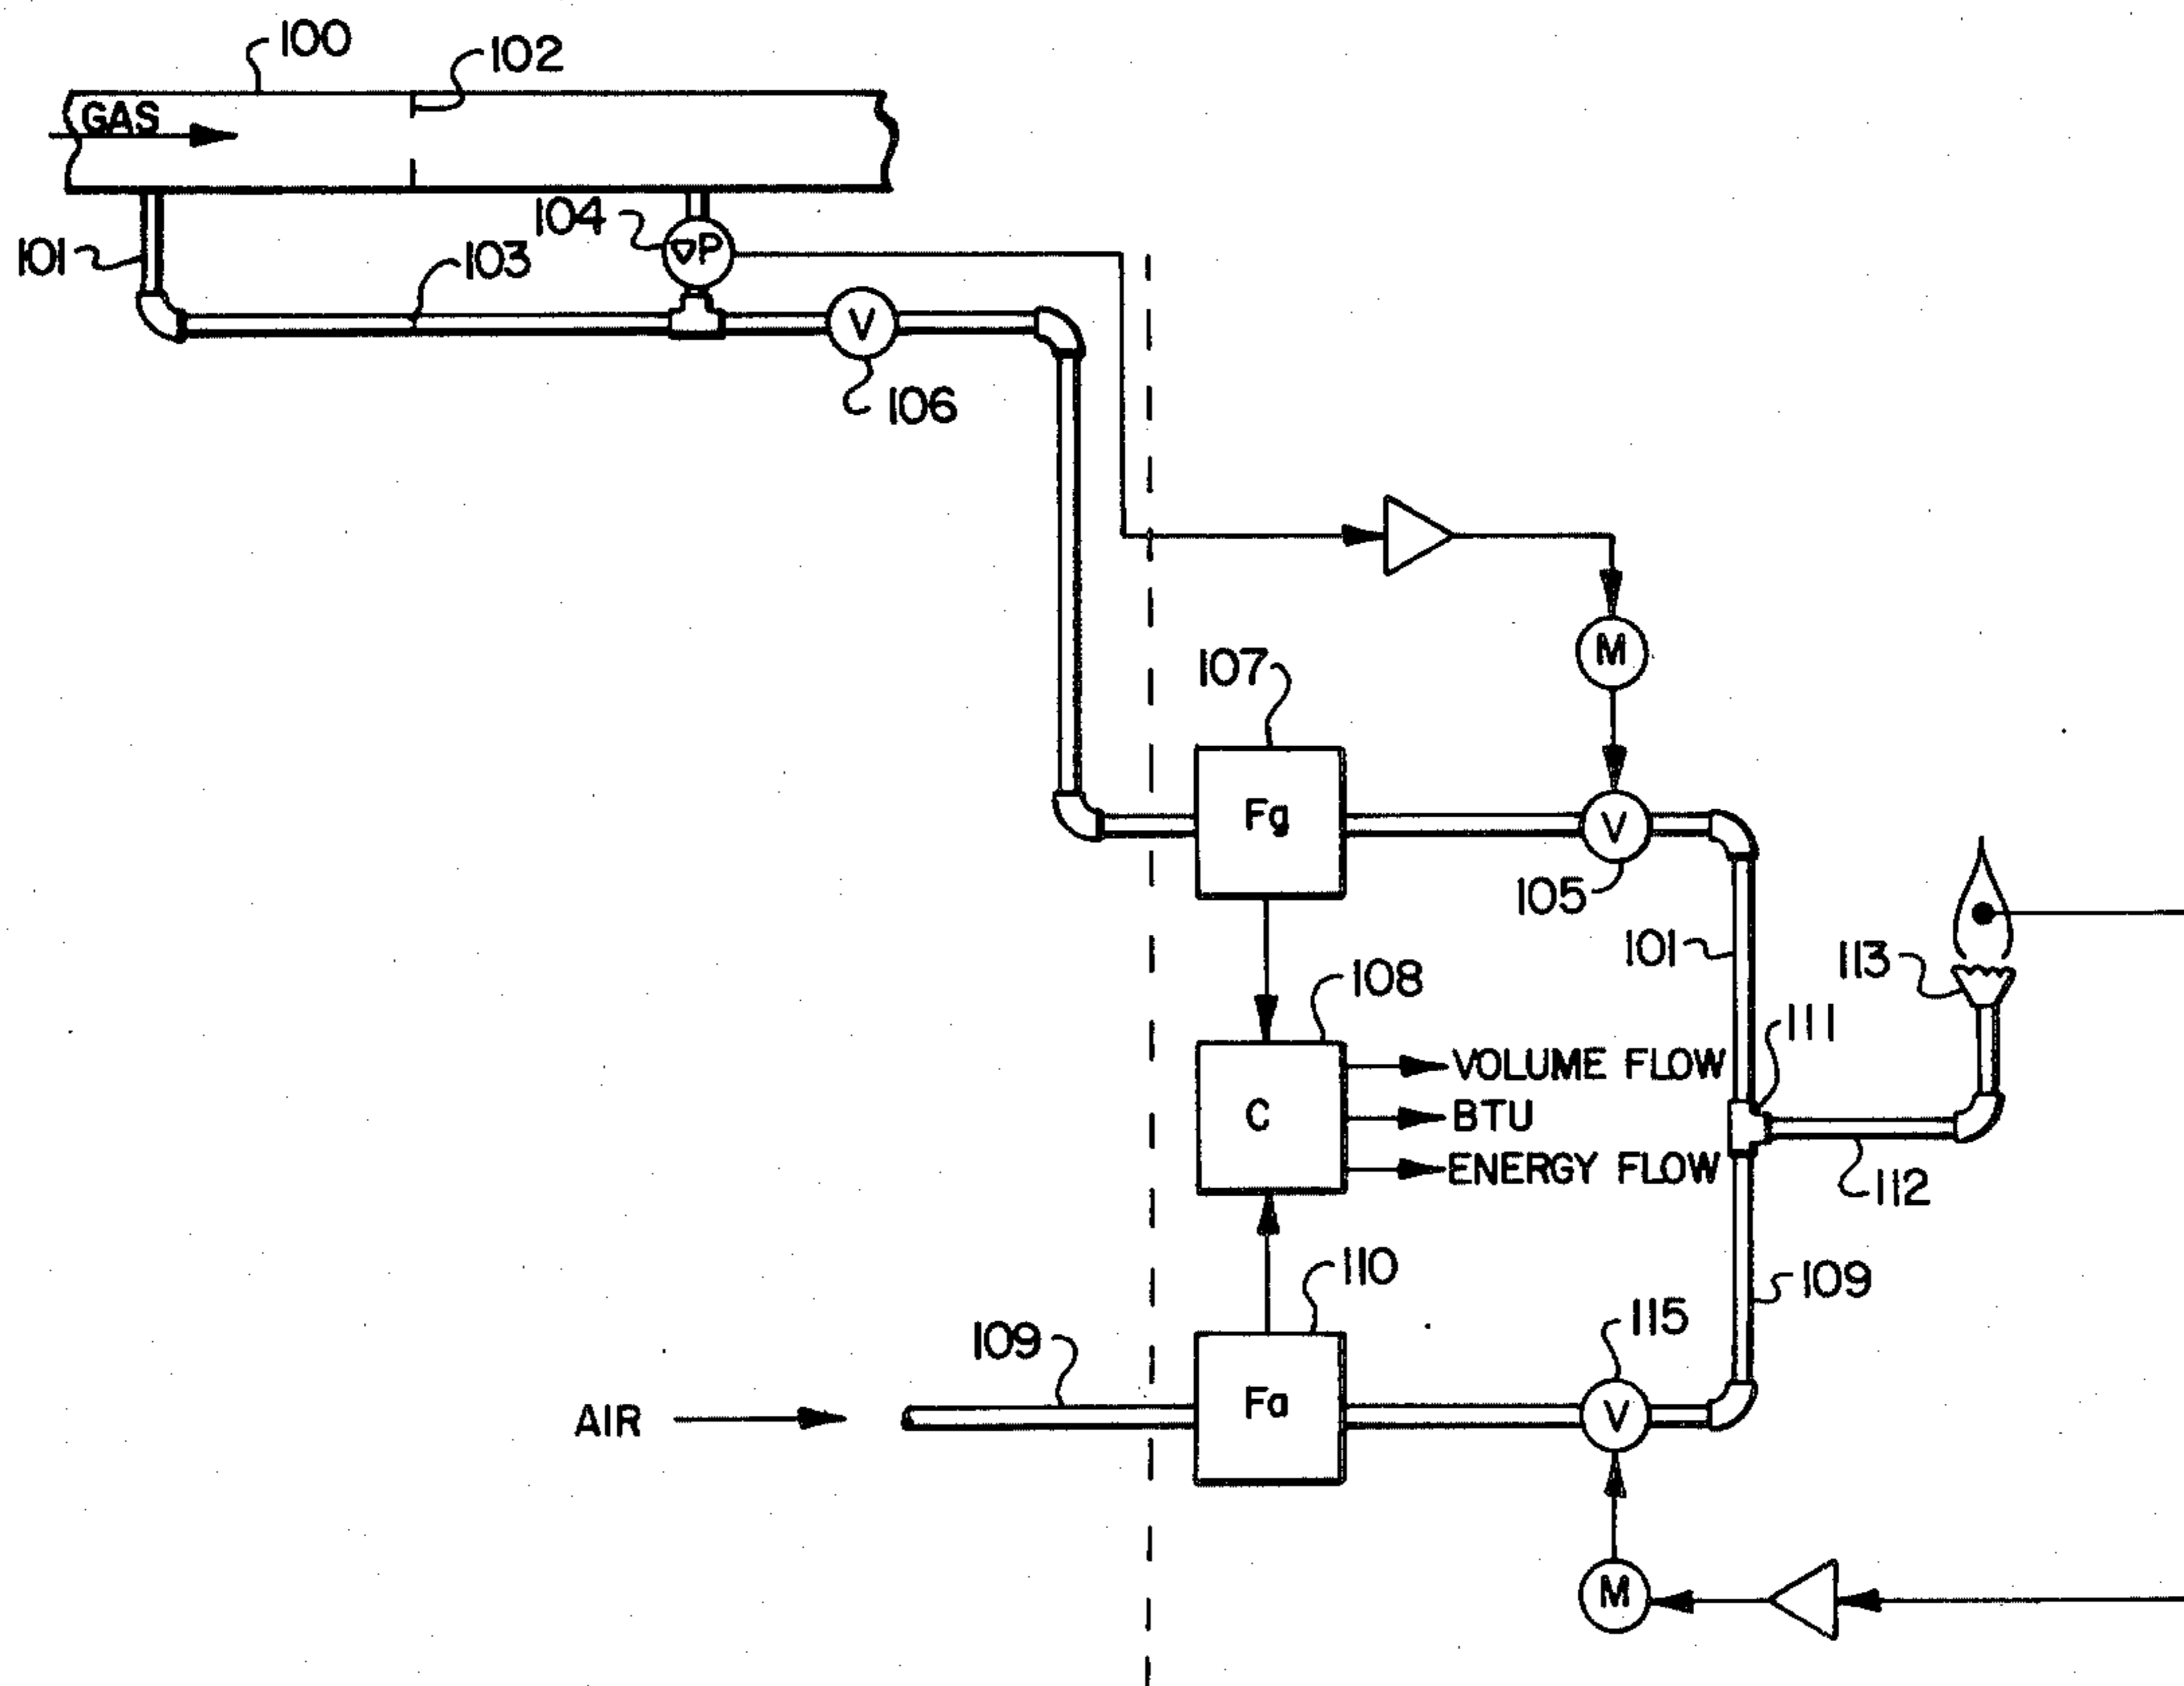 100
102
GAS
104
∇P
101
103
V
106
M
107
Fg
V
105
101
113
108
111
VOLUME FLOW
C
BTU
ENERGY FLOW
112
110
109
115
109
Fa
V
AIR
M